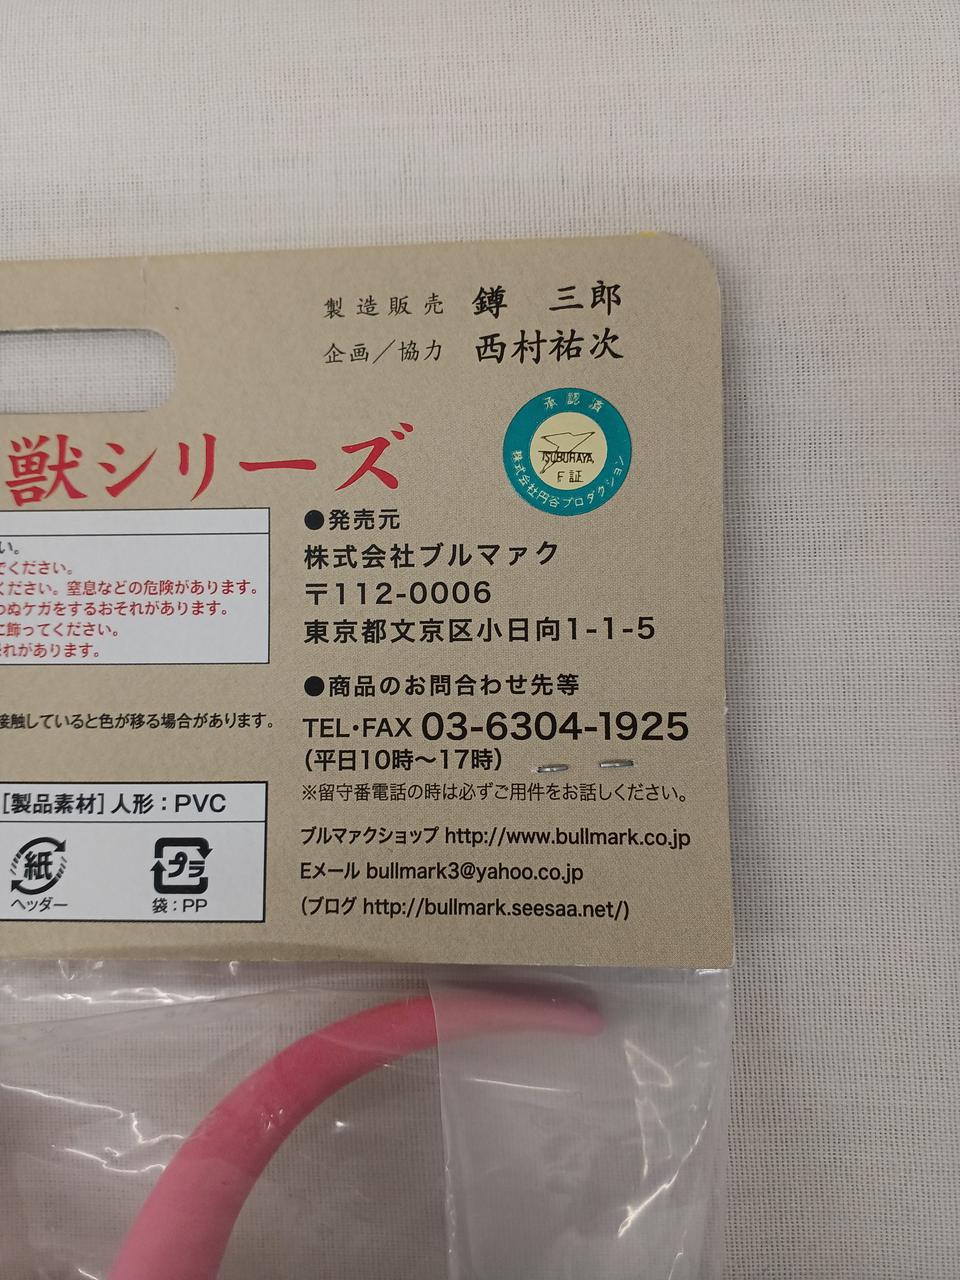 製造販売 鐏 三郎
企画／協力 西村祐次
獣シリーズ
承認済
TSUBURAYA
F証
株式会社円谷プロダクション
い。
でください。
ください。窒息などの危険があります。
わぬケガをするおそれがあります。
に飾ってください。
それがあります。
接触していると色が移る場合があります。
[製品素材]人形：PVC
紙
ヘッダー
プラ
袋：PP
●発売元
株式会社ブルマァク
〒112-0006
東京都文京区小日向1-1-5
●商品のお問合わせ先等
TEL･FAX 03-6304-1925
(平日10時～17時)
※留守番電話の時は必ずご用件をお話しください。
ブルマァクショップ http://www.bullmark.co.jp
Eメール bullmark3@yahoo.co.jp
(ブログ http://bullmark.seesaa.net/)